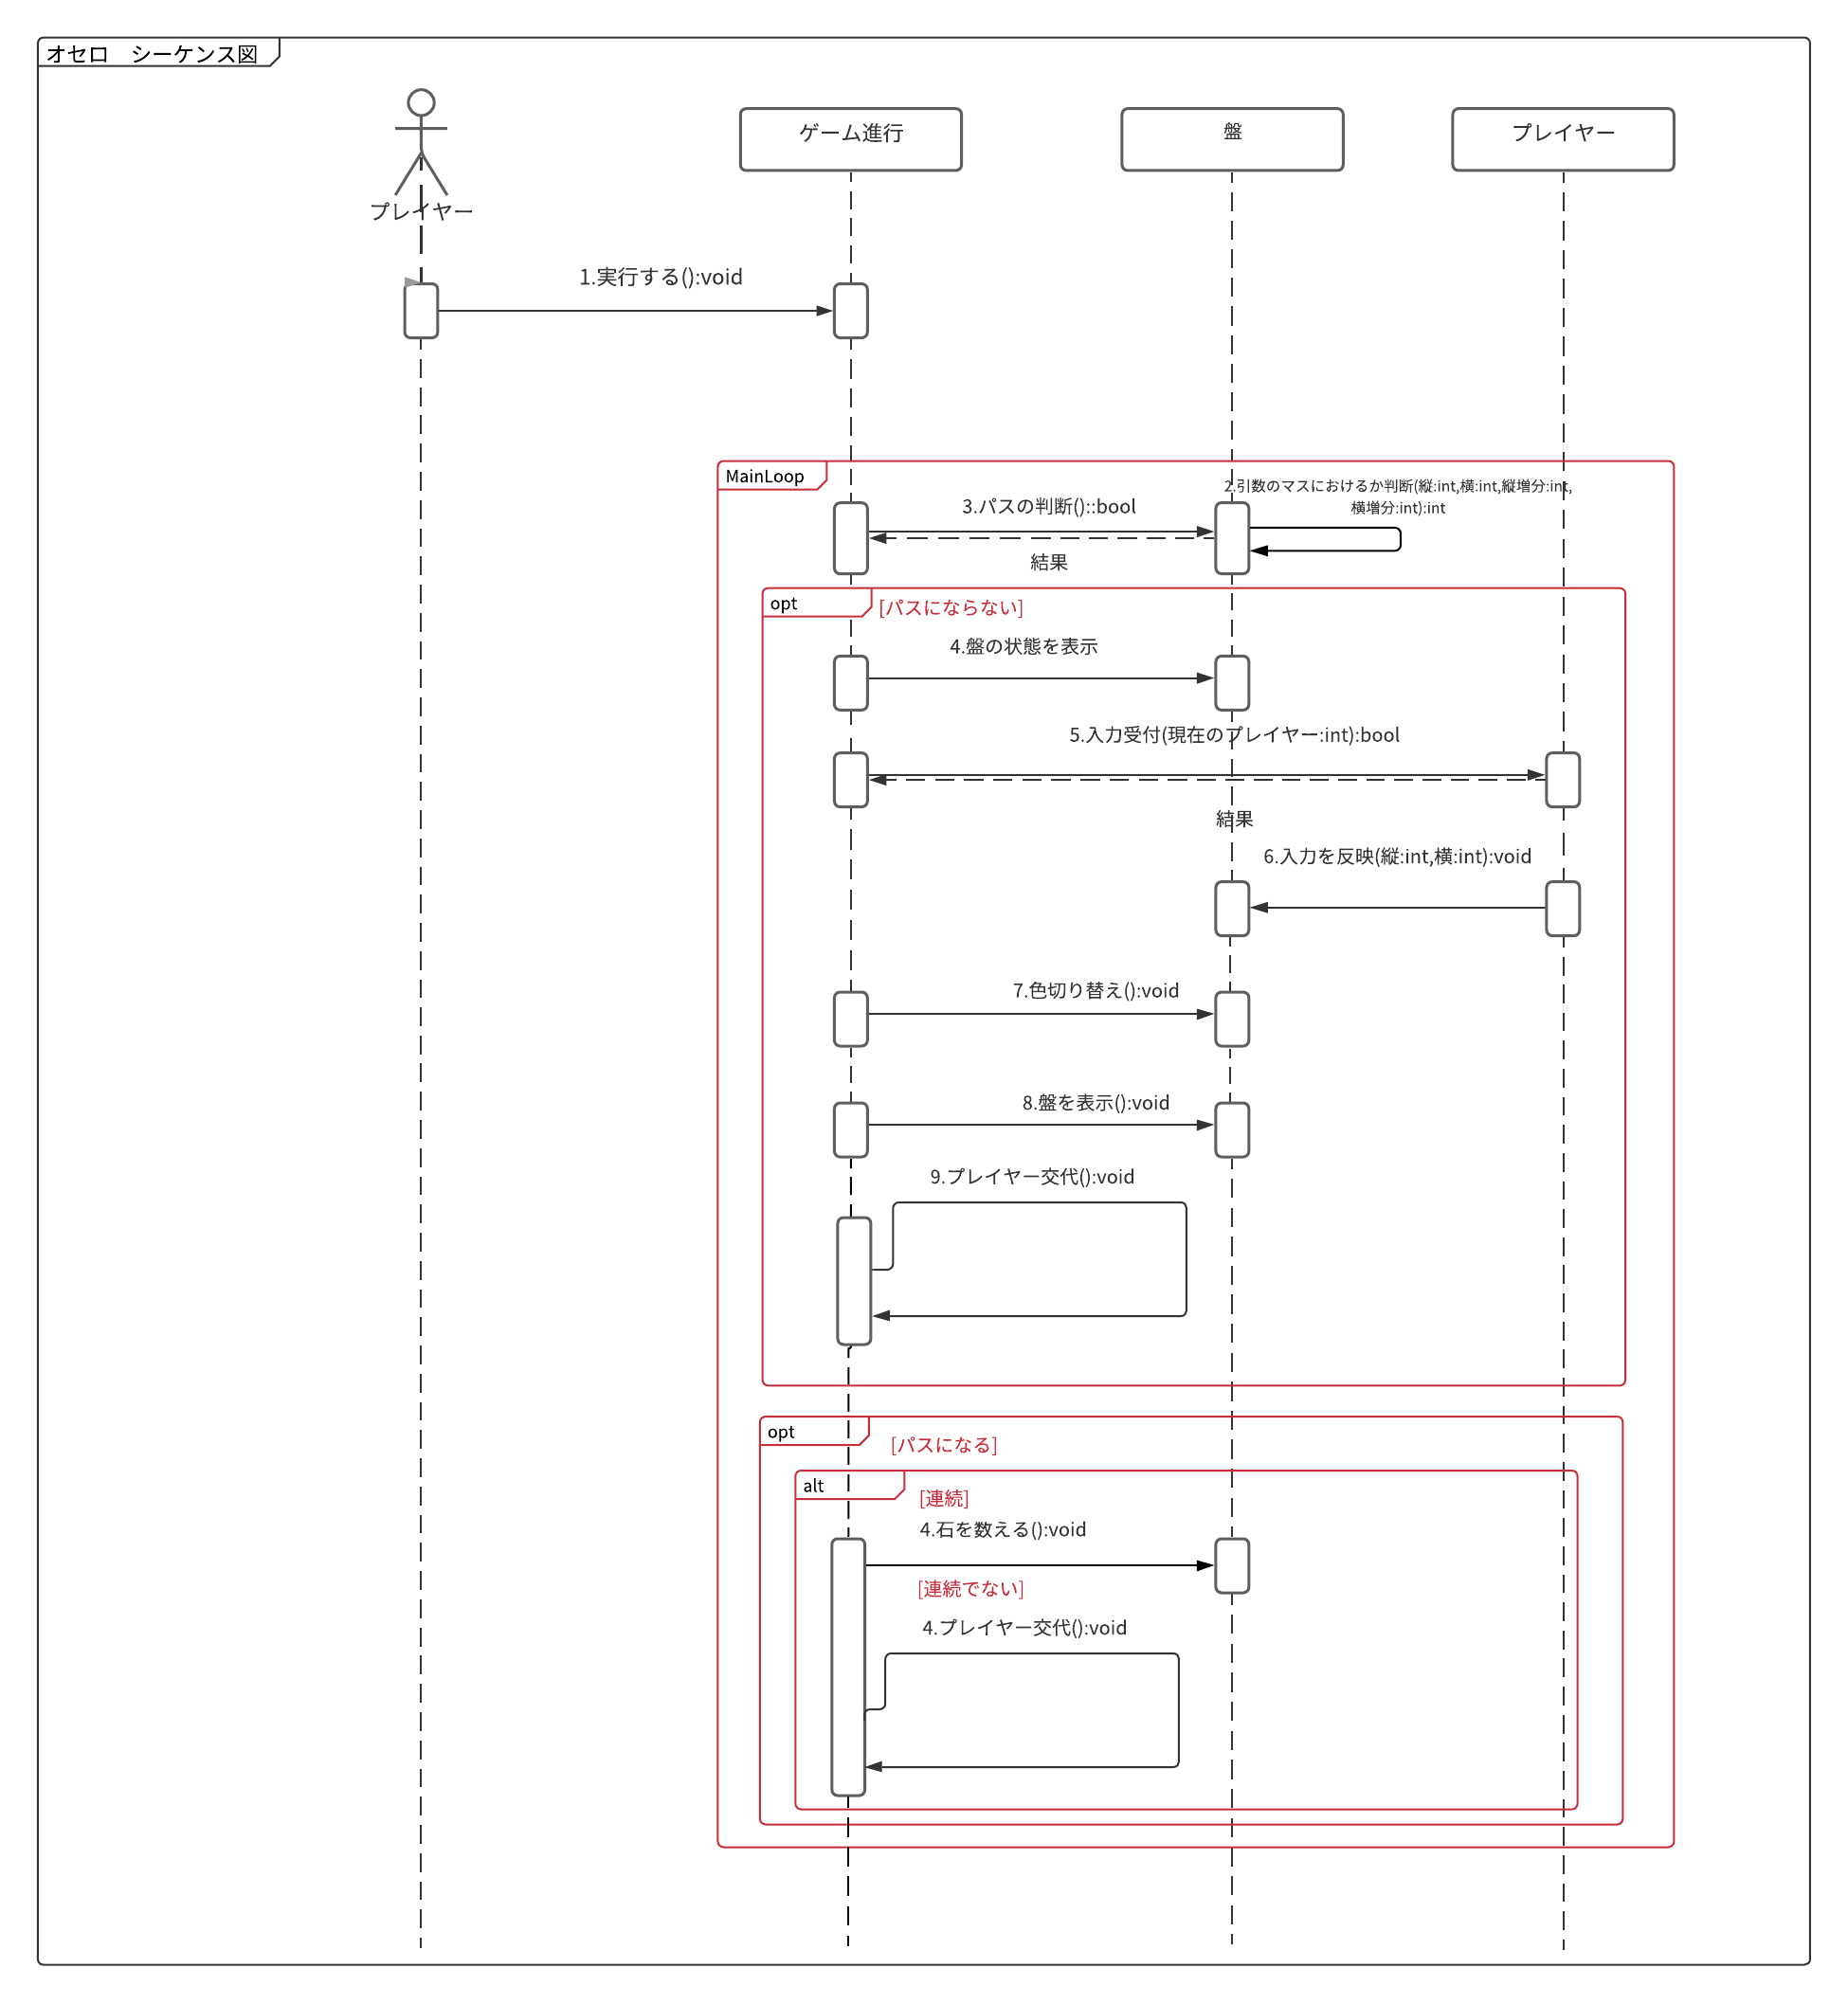 オセロ　シーケンス図
プレイヤー
ゲーム進行
盤
プレイヤー
1.実行する():void
MainLoop
2.引数のマスにおけるか判断(縦:int,横:int,縦増分:int,
横増分:int):int
3.パスの判断()::bool
結果
opt
[パスにならない]
4.盤の状態を表示
5.入力受付(現在のプレイヤー:int):bool
結果
6.入力を反映(縦:int,横:int):void
7.色切り替え():void
8.盤を表示():void
9.プレイヤー交代():void
opt
[パスになる]
alt
[連続]
4.石を数える():void
[連続でない]
4.プレイヤー交代():void